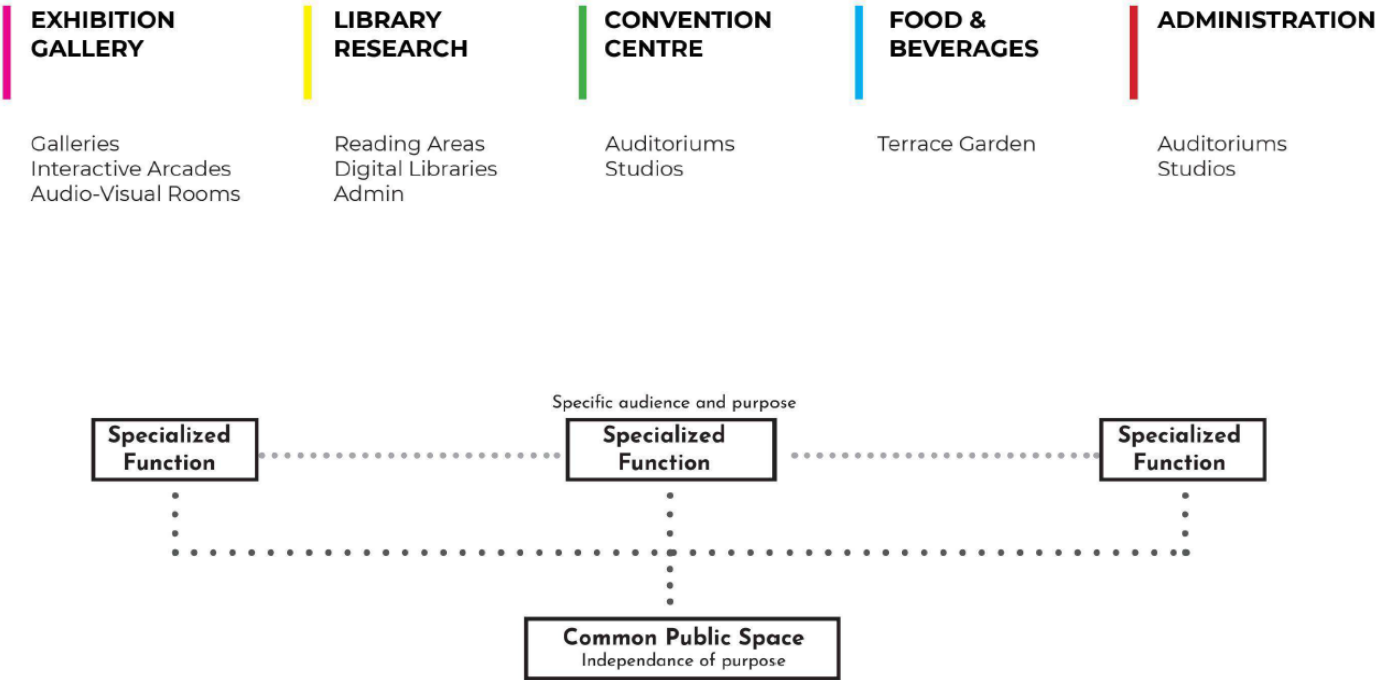 EXHIBITION
GALLERY
LIBRARY
RESEARCH
CONVENTION
CENTRE
FOOD &
BEVERAGES
ADMINISTRATION
Galleries
Interactive Arcades
Audio-Visual Rooms
Reading Areas
Digital Libraries
Admin
Auditoriums
Studios
Terrace Garden
Auditoriums
Studios
Specific audience and purpose
Specialized
Function
Specialized
Function
Specialized
Function
Common Public Space
Independance of purpose